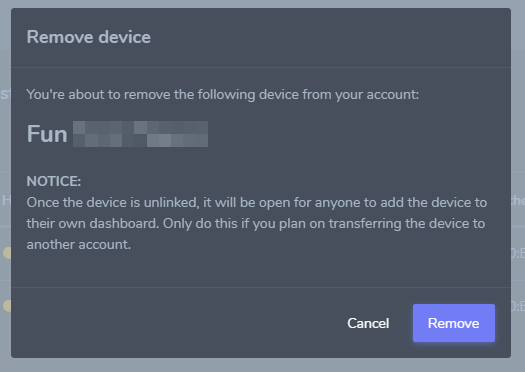 Remove device
You're about to remove the following device from your account:
Fun
NOTICE:
Once the device is unlinked, it will be open for anyone to add the device to
their own dashboard. Only do this if you plan on transferring the device to
another account.
Cancel
Remove